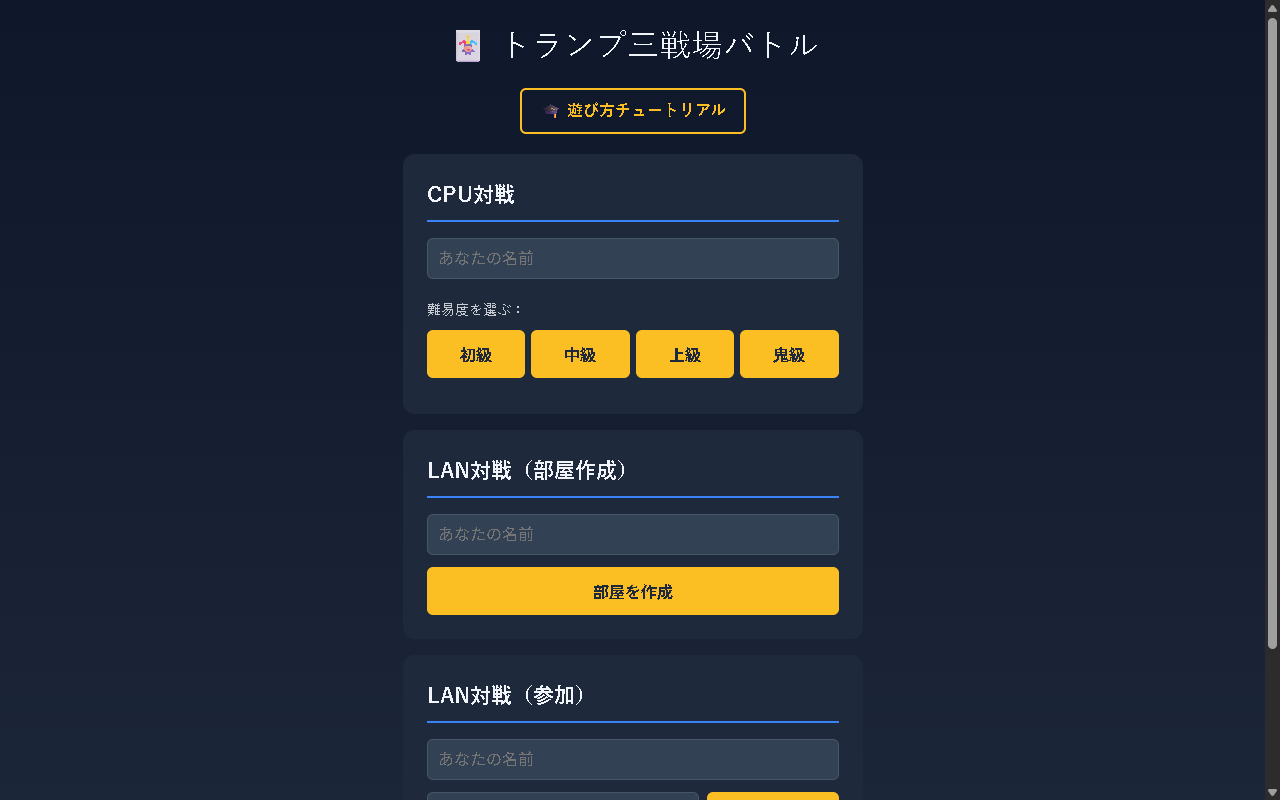 トランプ三戦場バトル
遊び方チュートリアル
CPU対戦
あなたの名前
難易度を選ぶ：
初級 中級 上級 鬼級
LAN対戦（部屋作成）
あなたの名前
部屋を作成
LAN対戦（参加）
あなたの名前